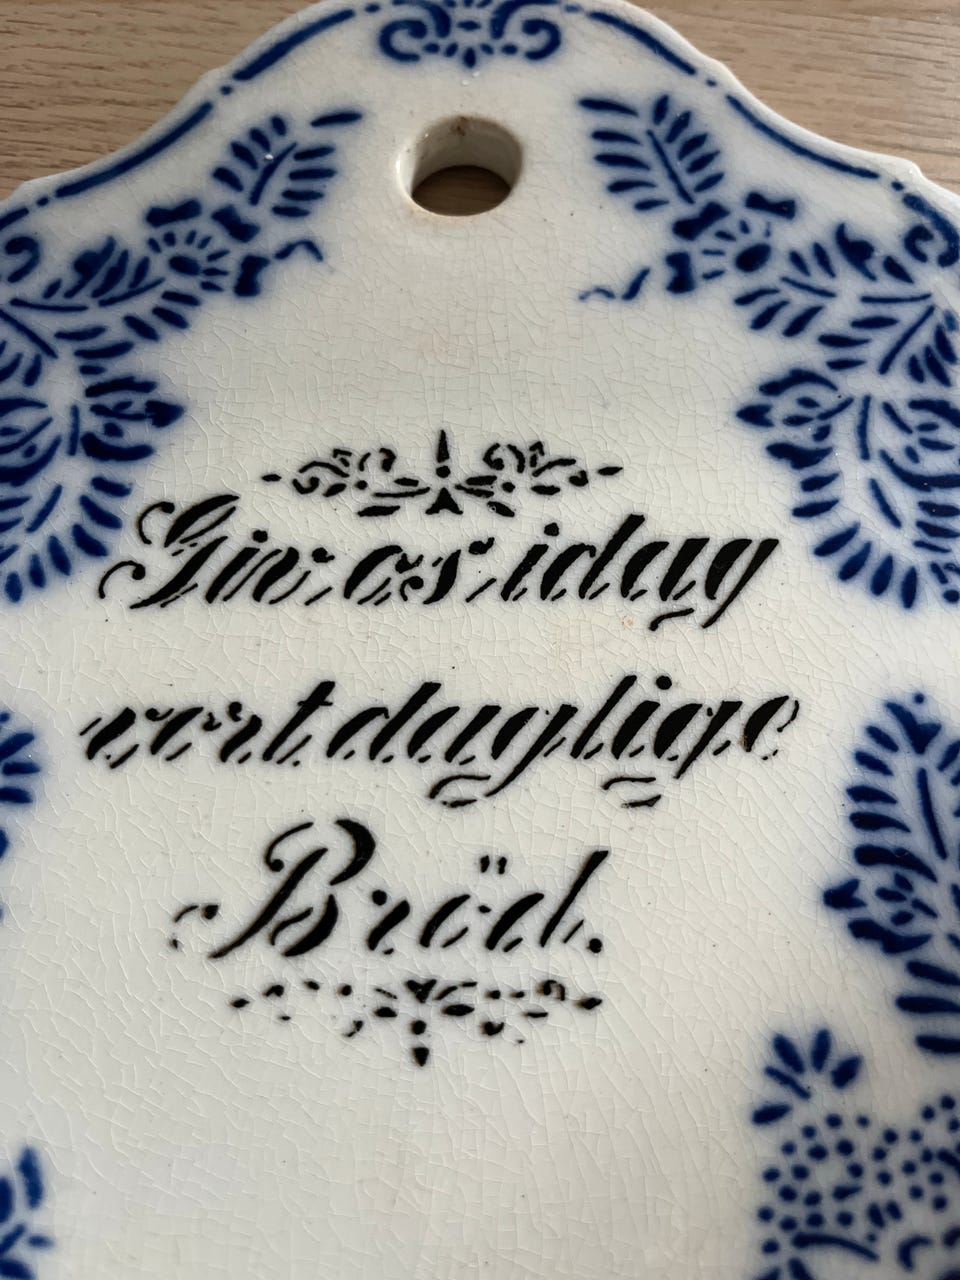 Giv os idag
vort daglige
Bröd.